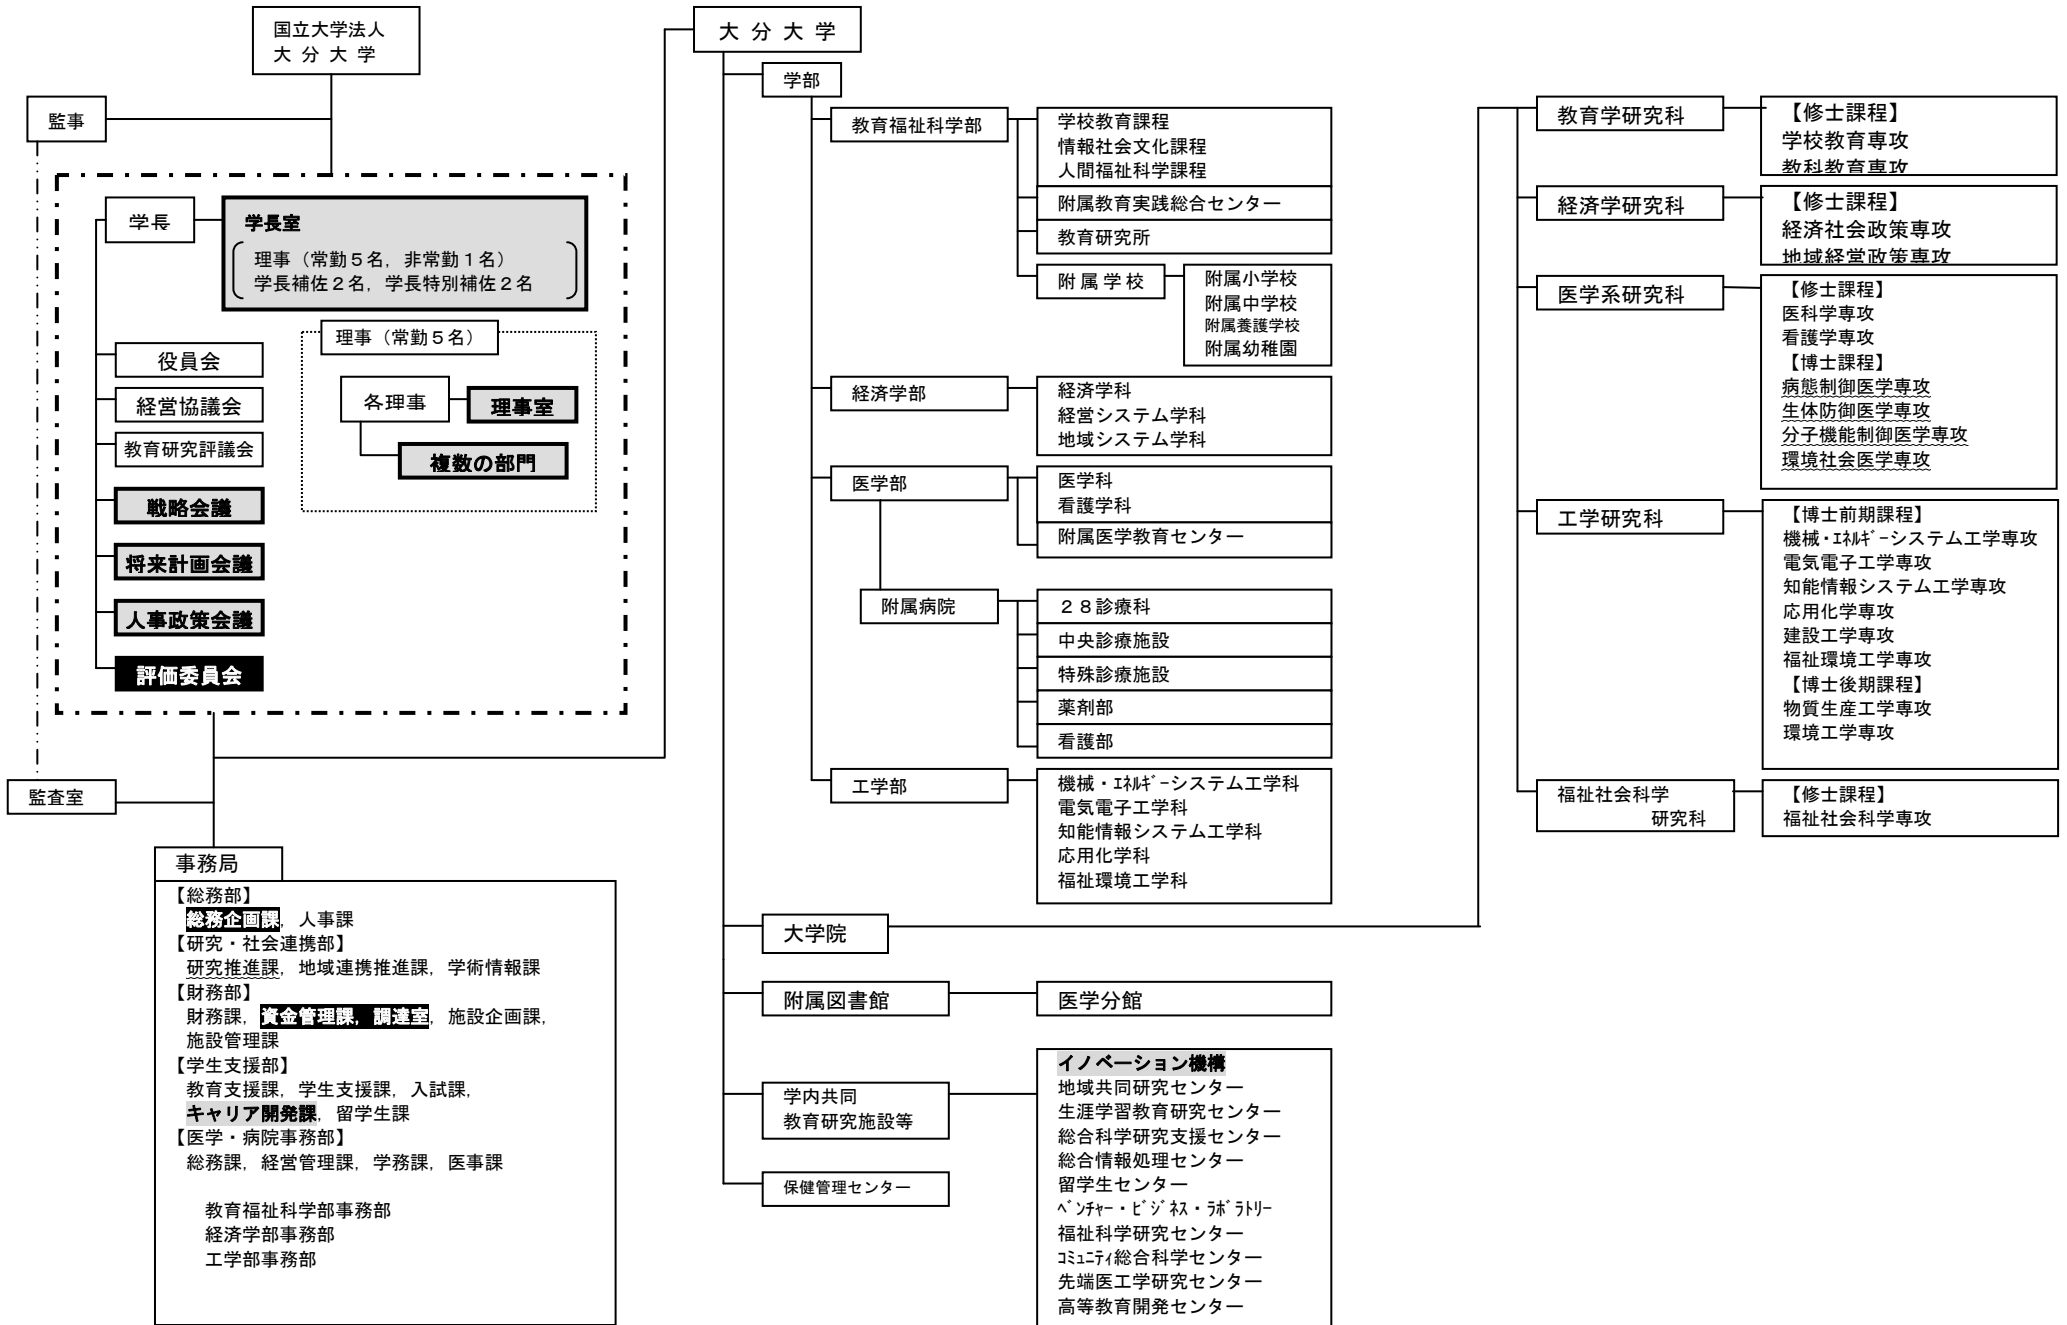 国立大学法人
大 分 大 学
監事
学長
学長室
理事（常勤５名，非常勤１名）
学長補佐２名，学長特別補佐２名
理事（常勤５名）
各理事
理事室
複数の部門
役員会
経営協議会
教育研究評議会
戦略会議
将来計画会議
人事政策会議
評価委員会
監査室
事務局
【総務部】
総務企画課，人事課
【研究・社会連携部】
研究推進課，地域連携推進課，学術情報課
【財務部】
財務課，資金管理課，調達室，施設企画課，
施設管理課
【学生支援部】
教育支援課，学生支援課，入試課，
キャリア開発課，留学生課
【医学・病院事務部】
総務課，経営管理課，学務課，医事課
教育福祉科学部事務部
経済学部事務部
工学部事務部
大 分 大 学
学部
教育福祉科学部
学校教育課程
情報社会文化課程
人間福祉科学課程
附属教育実践総合センター
教育研究所
附属学校
附属小学校
附属中学校
附属養護学校
附属幼稚園
経済学部
経済学科
経営システム学科
地域システム学科
医学部
医学科
看護学科
附属医学教育センター
附属病院
２８診療科
中央診療施設
特殊診療施設
薬剤部
看護部
工学部
機械・ｴﾈﾙｷﾞｰシステム工学科
電気電子工学科
知能情報システム工学科
応用化学科
福祉環境工学科
大学院
附属図書館
医学分館
学内共同
教育研究施設等
イノベーション機構
地域共同研究センター
生涯学習教育研究センター
総合科学研究支援センター
総合情報処理センター
留学生センター
ﾍﾞﾝﾁｬｰ・ﾋﾞｼﾞﾈｽ・ﾗﾎﾞﾗﾄﾘｰ
福祉科学研究センター
ｺﾐｭﾆﾃｨ総合科学センター
先端医工学研究センター
高等教育開発センター
保健管理センター
教育学研究科
【修士課程】
学校教育専攻
教科教育専攻
経済学研究科
【修士課程】
経済社会政策専攻
地域経営政策専攻
医学系研究科
【修士課程】
医科学専攻
看護学専攻
【博士課程】
病態制御医学専攻
生体防御医学専攻
分子機能制御医学専攻
環境社会医学専攻
工学研究科
【博士前期課程】
機械・ｴﾈﾙｷﾞｰシステム工学専攻
電気電子工学専攻
知能情報システム工学専攻
応用化学専攻
建設工学専攻
福祉環境工学専攻
【博士後期課程】
物質生産工学専攻
環境工学専攻
福祉社会科学
研究科
【修士課程】
福祉社会科学専攻